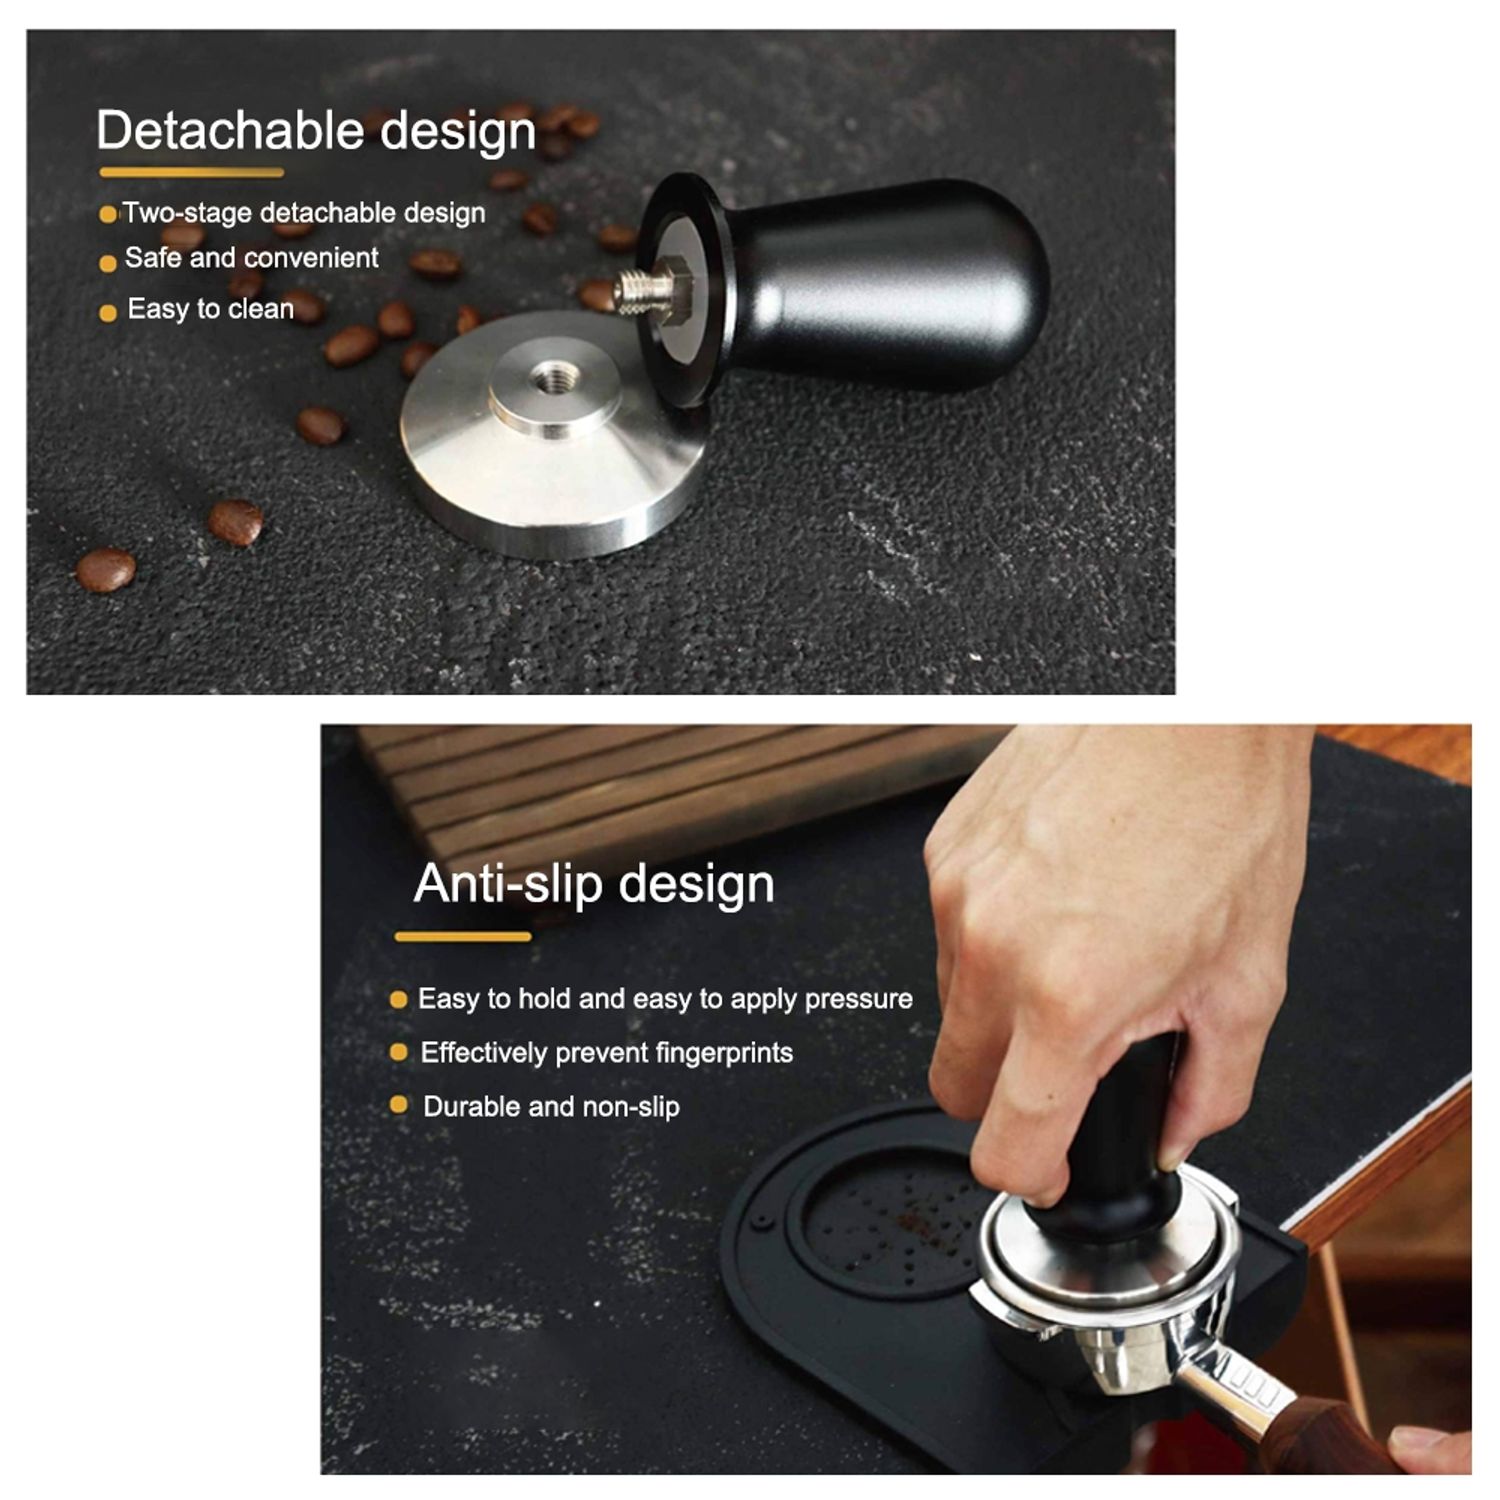 Detachable design
Two-stage detachable design
Safe and convenient
Easy to clean
Anti-slip design
Easy to hold and easy to apply pressure
Effectively prevent fingerprints
Durable and non-slip